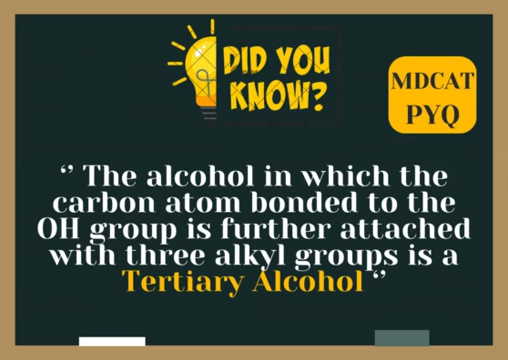 DID YOU
KNOW?
MDCAT
PYQ
‘’ The alcohol in which the
carbon atom bonded to the
OH group is further attached
with three alkyl groups is a
Tertiary Alcohol ‘’